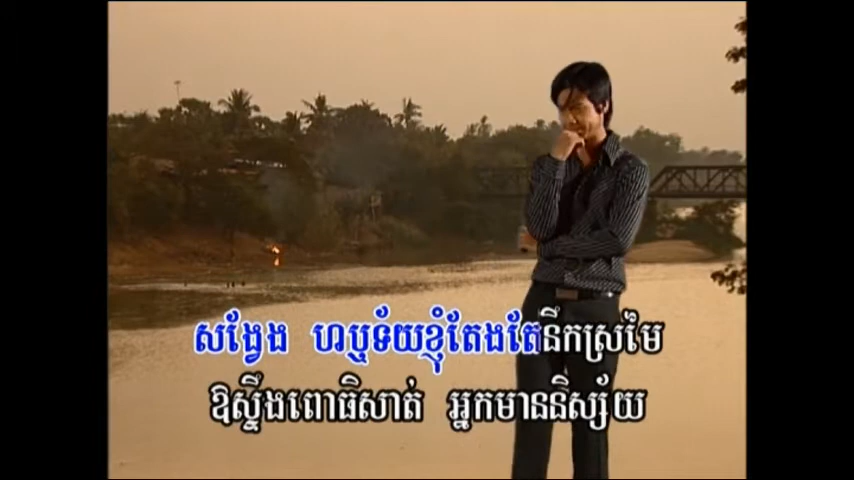 សង្វែង ហឬទ័យខ្ញុំតែងតែនឹកស្រមៃ
ឱស្ទឹងពោធិសាត់ អ្នកមាននិស្ស័យ